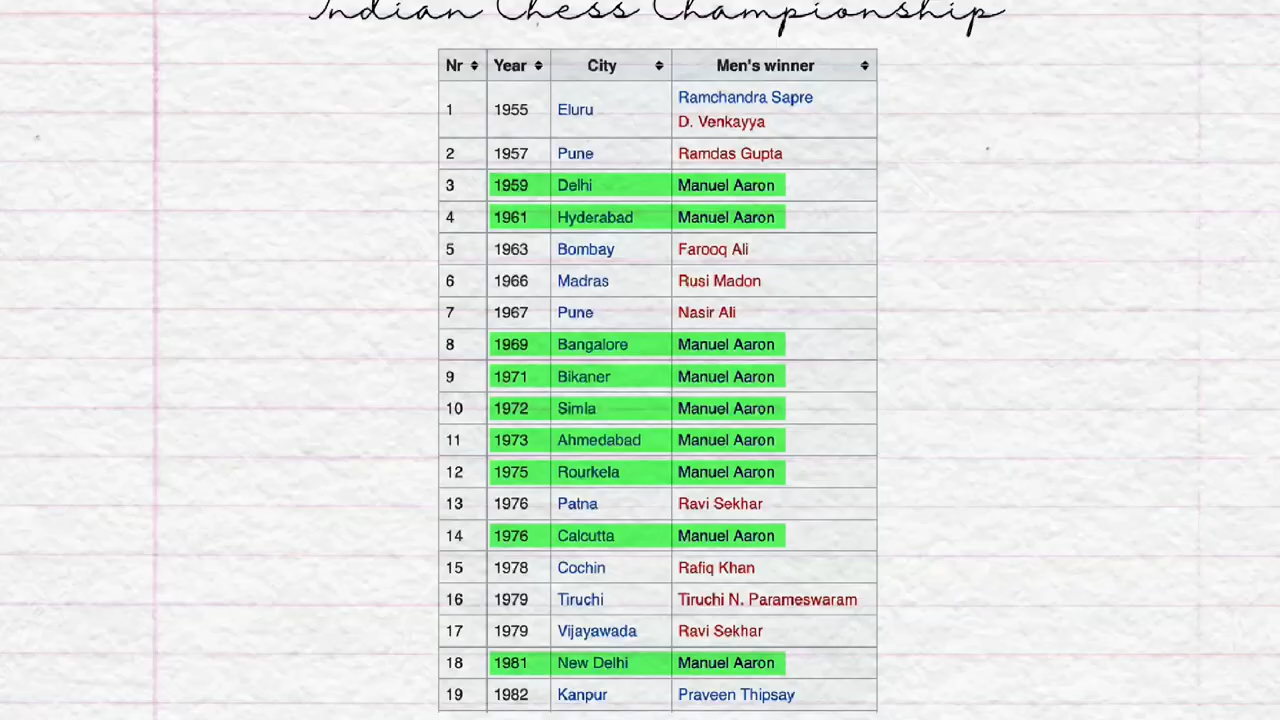 Indian Chess Championship
Nr Year City Men's winner
1 1955 Eluru Ramchandra Sapre
D. Venkayya
2 1957 Pune Ramdas Gupta
3 1959 Delhi Manuel Aaron
4 1961 Hyderabad Manuel Aaron
5 1963 Bombay Farooq Ali
6 1966 Madras Rusi Madon
7 1967 Pune Nasir Ali
8 1969 Bangalore Manuel Aaron
9 1971 Bikaner Manuel Aaron
10 1972 Simla Manuel Aaron
11 1973 Ahmedabad Manuel Aaron
12 1975 Rourkela Manuel Aaron
13 1976 Patna Ravi Sekhar
14 1976 Calcutta Manuel Aaron
15 1978 Cochin Rafiq Khan
16 1979 Tiruchi Tiruchi N. Parameswaram
17 1979 Vijayawada Ravi Sekhar
18 1981 New Delhi Manuel Aaron
19 1982 Kanpur Praveen Thipsay